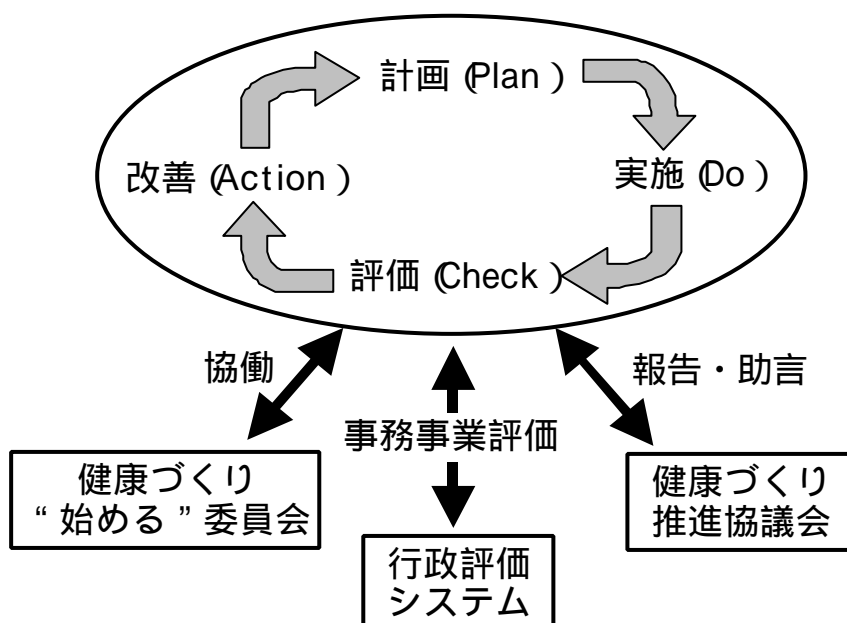 計画(Plan)
改善(Action)
実施(Do)
評価(Check)
協働
報告・助言
事務事業評価
健康づくり
“始める”委員会
健康づくり
推進協議会
行政評価
システム